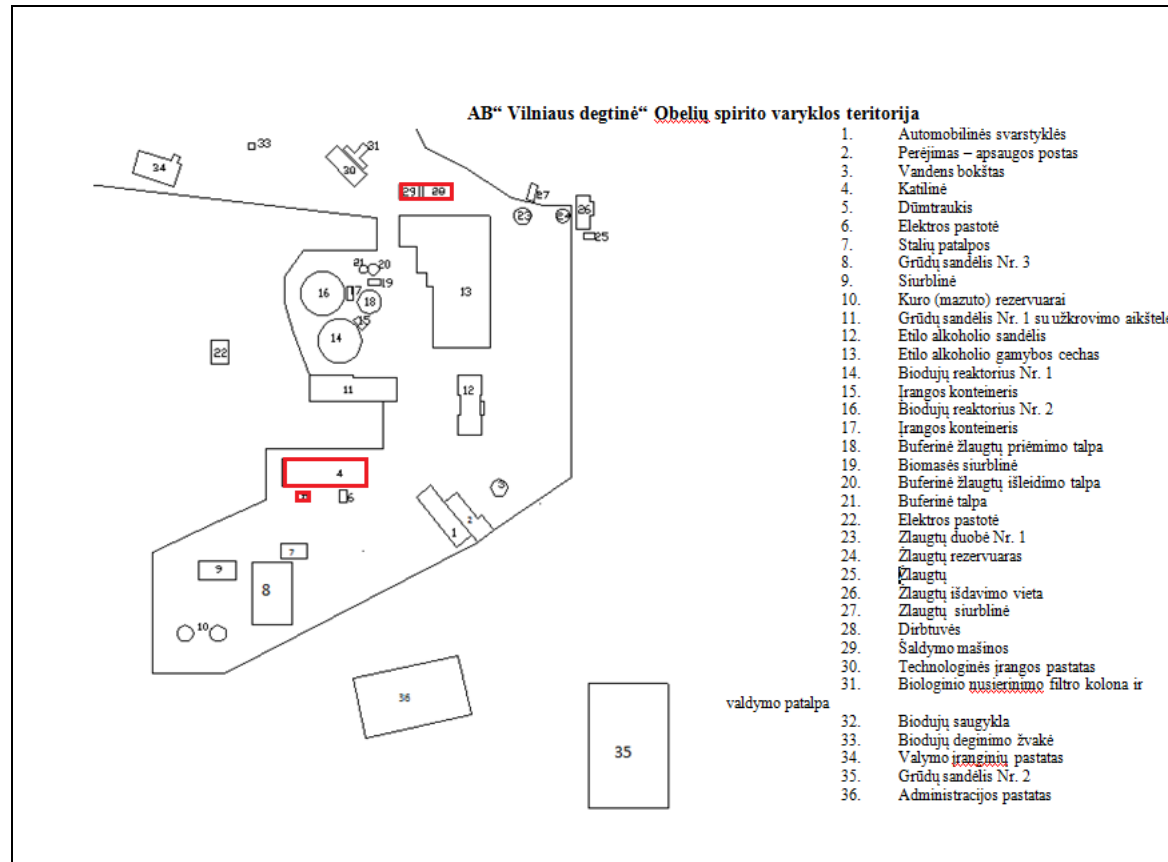 AB“ Vilniaus degtinė“ Obelių spirito varyklos teritorija
1. Automobilinės svarstyklės
2. Perėjimas – apsaugos postas
3. Vandens bokštas
4. Katilinė
5. Dūmtraukis
6. Elektros pastotė
7. Stalių patalpos
8. Grūdų sandėlis Nr. 3
9. Siurblinė
10. Kuro (mazuto) rezervuarai
11. Grūdų sandėlis Nr. 1 su užkrovimo aikštele
12. Etilo alkoholio sandėlis
13. Etilo alkoholio gamybos cechas
14. Biodujų reaktorius Nr. 1
15. Įrangos konteineris
16. Biodujų reaktorius Nr. 2
17. Įrangos konteineris
18. Buferinė žlaugtų priėmimo talpa
19. Biomasės siurblinė
20. Buferinė žlaugtų išleidimo talpa
21. Buferinė talpa
22. Elektros pastotė
23. Zlaugtų duobė Nr. 1
24. Žlaugtų rezervuaras
25. Žlaugtų
26. Žlaugtų išdavimo vieta
27. Zlaugtų siurblinė
28. Dirbtuvės
29. Šaldymo mašinos
30. Technologinės įrangos pastatas
31. Biologinio nusierinimo filtro kolona ir
valdymo patalpa
32. Biodujų saugykla
33. Biodujų deginimo žvakė
34. Valymo įranginių pastatas
35. Grūdų sandėlis Nr. 2
36. Administracijos pastatas
33
31
34
30
29 28
27
23 24 26
25
21 20
19
16 17 18
13
15
14
22
11
12
4
6
3
2
1
7
9
8
10
36
35